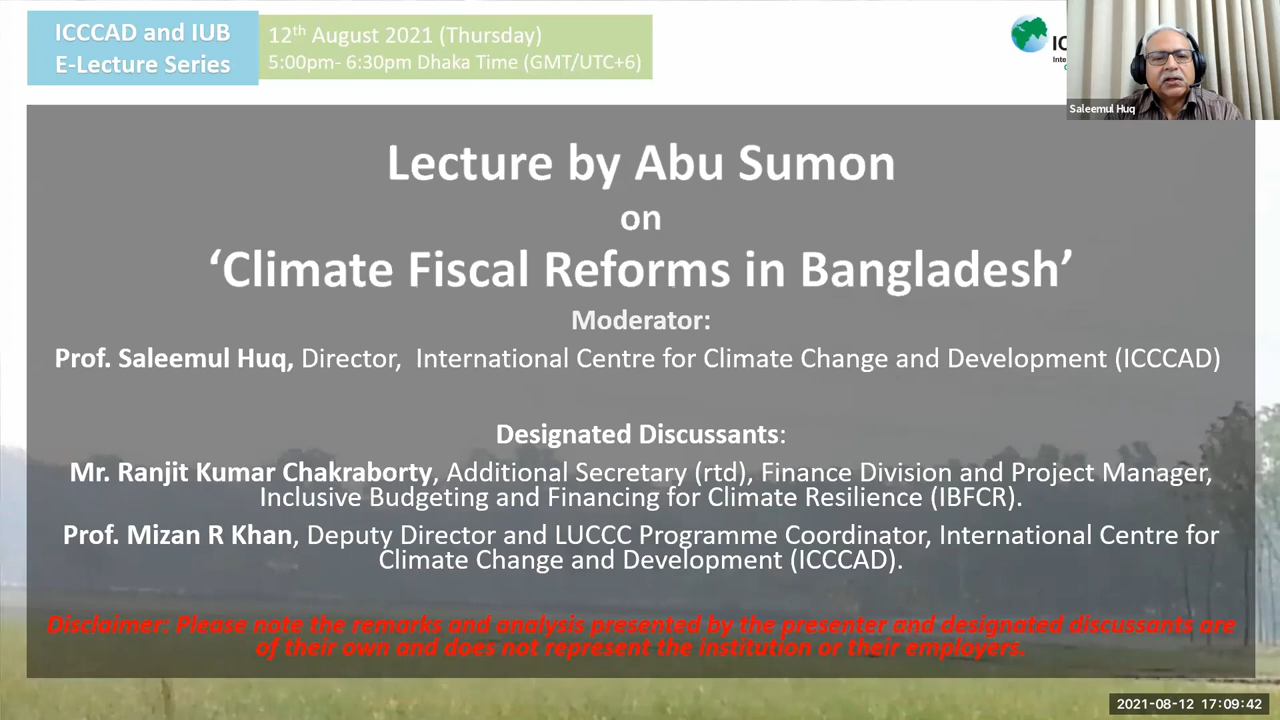 ICCCAD and IUB
E-Lecture Series
12th August 2021 (Thursday)
5:00pm- 6:30pm Dhaka Time (GMT/UTC+6)
Saleemul Huq
Lecture by Abu Sumon
on
‘Climate Fiscal Reforms in Bangladesh’
Moderator:
Prof. Saleemul Huq, Director, International Centre for Climate Change and Development (ICCCAD)
Designated Discussants:
Mr. Ranjit Kumar Chakraborty, Additional Secretary (rtd), Finance Division and Project Manager,
Inclusive Budgeting and Financing for Climate Resilience (IBFCR).
Prof. Mizan R Khan, Deputy Director and LUCCC Programme Coordinator, International Centre for
Climate Change and Development (ICCCAD).
Disclaimer: Please note the remarks and analysis presented by the presenter and designated discussants are
of their own and does not represent the institution or their employers.
2021-08-12 17:09:42